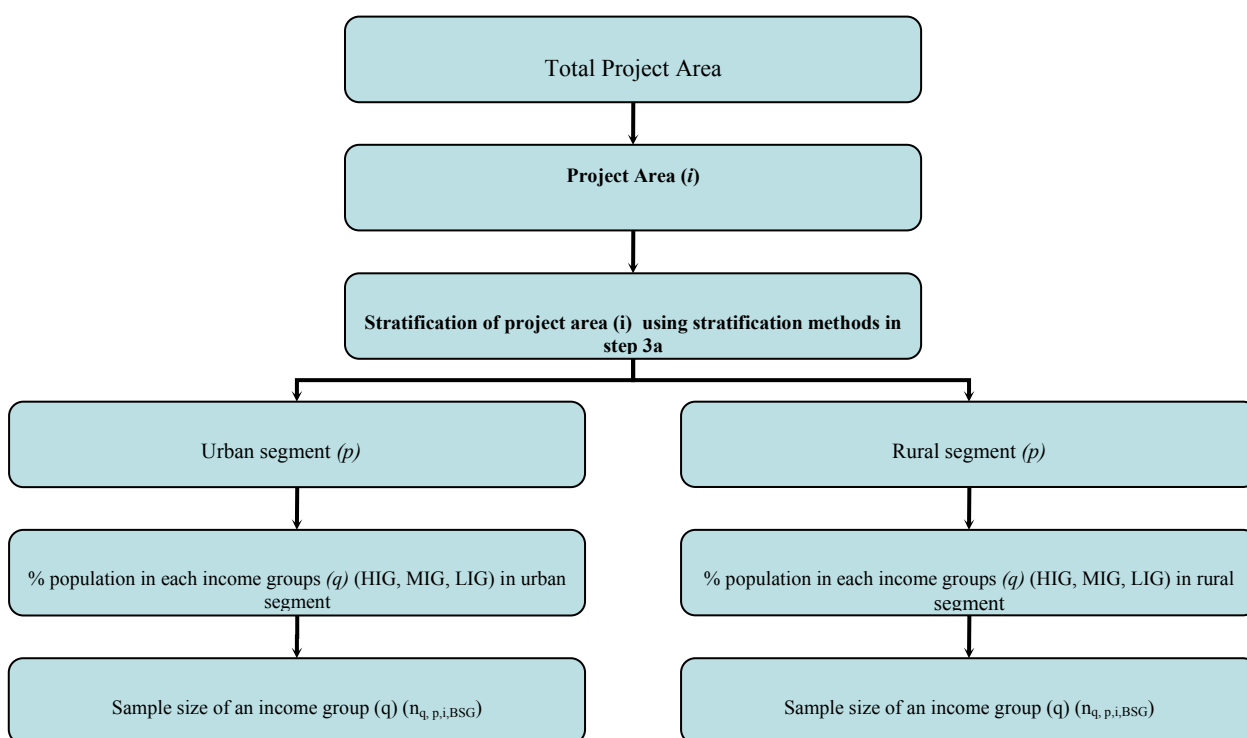 Total Project Area
Project Area (i)
Stratification of project area (i) using stratification methods in
step 3a
Urban segment (p)
Rural segment (p)
% population in each income groups (q) (HIG, MIG, LIG) in urban
segment
% population in each income groups (q) (HIG, MIG, LIG) in rural
segment
Sample size of an income group (q) (nq, p,i,BSG)
Sample size of an income group (q) (nq, p,i,BSG)